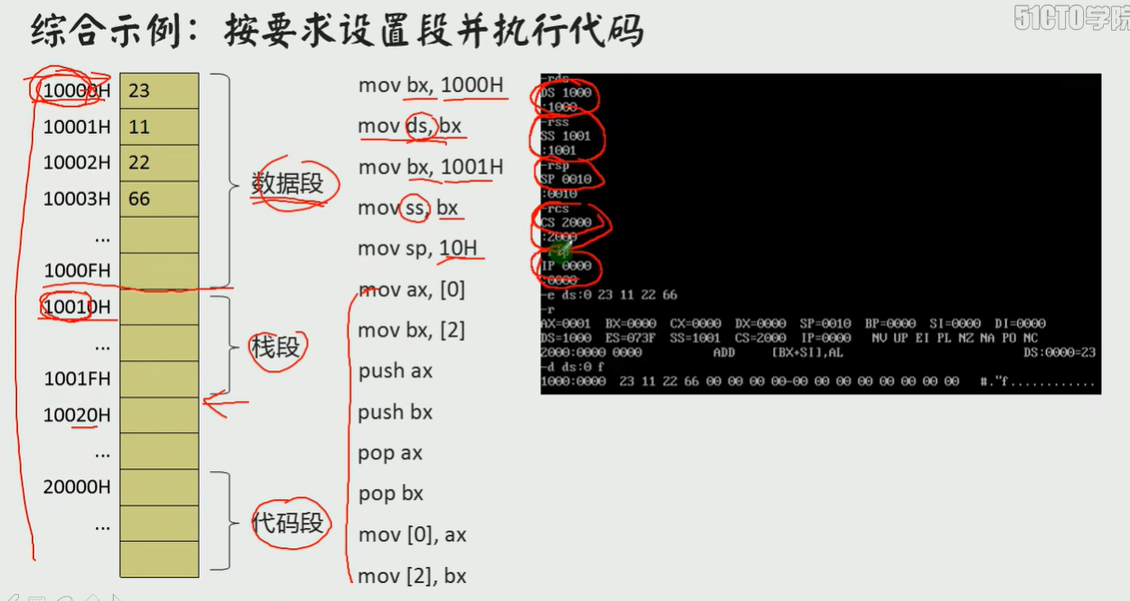 综合示例：按要求设置段并执行代码
51CTO学院
10000H 23
10001H 11
10002H 22
10003H 66
...
1000FH
10010H
...
1001FH
10020H
...
20000H
...
数据段
栈段
代码段
mov bx, 1000H
mov ds, bx
mov bx, 1001H
mov ss, bx
mov sp, 10H
mov ax, [0]
mov bx, [2]
push ax
push bx
pop ax
pop bx
mov [0], ax
mov [2], bx
-rds
DS 1000
:1000
-rss
SS 1001
:1001
-rsp
SP 0010
:0010
-rcs
CS 2000
:2000
IP 0000
:0000
-e ds:0 23 11 22 66
-r
AX=0001 BX=0000 CX=0000 DX=0000 SP=0010 BP=0000 SI=0000 DI=0000
DS=1000 ES=073F SS=1001 CS=2000 IP=0000 NV UP EI PL NZ NA PO NC
2000:0000 0000 ADD [BX+SI],AL DS:0000=23
-d ds:0 f
1000:0000 23 11 22 66 00 00 00 00-00 00 00 00 00 00 00 00 #."f............